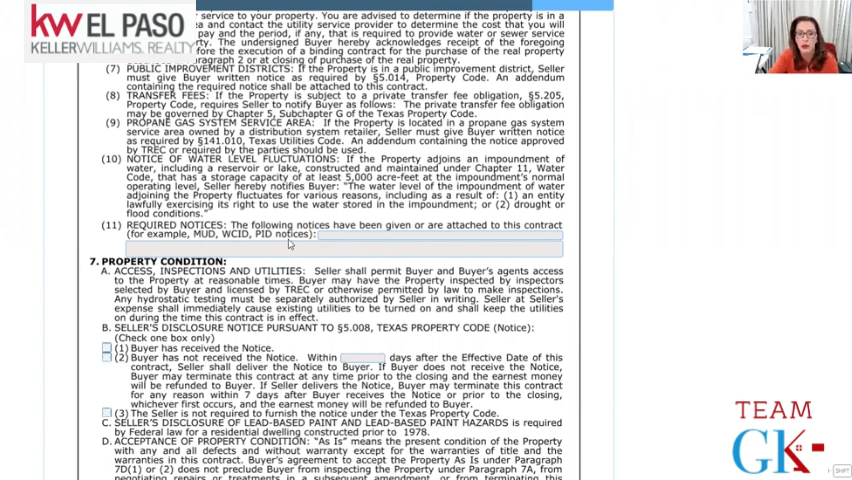 kw EL PASO
KELLERWILLIAMS. REALTY
service to your property. You are advised to determine if the property is in a
and contact the utility service provider to determine the cost that you will
pay and the period, if any, that is required to provide water or sewer service
The undersigned Buyer hereby acknowledges receipt of the foregoing
the execution of a binding contract for the purchase of the real property
paragraph 2 or at closing of purchase of the real property.
(7) PUBLIC IMPROVEMENT DISTRICTS: If the Property is in a public improvement district, Seller
must give Buyer written notice as required by §5.014, Property Code. An addendum
containing the required notice shall be attached to this contract.
(8) TRANSFER FEES: If the Property is subject to a private transfer fee obligation, §5.205,
Property Code, requires Seller to notify Buyer as follows: The private transfer fee obligation
may be governed by Chapter 5, Subchapter G of the Texas Property Code.
(9) PROPANE GAS SYSTEM SERVICE AREA: If the Property is located in a propane gas system
service area owned by a distribution system retailer, Seller must give Buyer written notice
as required by §141.010, Texas Utilities Code. An addendum containing the notice approved
by TREC or required by the parties should be used.
(10) NOTICE OF WATER LEVEL FLUCTUATIONS: If the Property adjoins an impoundment of
water, including a reservoir or lake, constructed and maintained under Chapter 11, Water
Code, that has a storage capacity of at least 5,000 acre-feet at the impoundment's normal
operating level, Seller hereby notifies Buyer: "The water level of the impoundment of water
adjoining the Property fluctuates for various reasons, including as a result of: (1) an entity
lawfully exercising its right to use the water stored in the impoundment; or (2) drought or
flood conditions."
(11) REQUIRED NOTICES: The following notices have been given or are attached to this contract
(for example, MUD, WCID, PID notices):
7. PROPERTY CONDITION:
A. ACCESS, INSPECTIONS AND UTILITIES: Seller shall permit Buyer and Buyer's agents access
to the Property at reasonable times. Buyer may have the Property inspected by inspectors
selected by Buyer and licensed by TREC or otherwise permitted by law to make inspections.
Any hydrostatic testing must be separately authorized by Seller in writing. Seller at Seller's
expense shall immediately cause existing utilities to be turned on and shall keep the utilities
on during the time this contract is in effect.
B. SELLER'S DISCLOSURE NOTICE PURSUANT TO §5.008, TEXAS PROPERTY CODE (Notice):
(Check one box only)
(1) Buyer has received the Notice.
(2) Buyer has not received the Notice. Within days after the Effective Date of this
contract, Seller shall deliver the Notice to Buyer. If Buyer does not receive the Notice,
Buyer may terminate this contract at any time prior to the closing and the earnest money
will be refunded to Buyer. If Seller delivers the Notice, Buyer may terminate this contract
for any reason within 7 days after Buyer receives the Notice or prior to the closing,
whichever first occurs, and the earnest money will be refunded to Buyer.
(3) The Seller is not required to furnish the notice under the Texas Property Code.
C. SELLER'S DISCLOSURE OF LEAD-BASED PAINT AND LEAD-BASED PAINT HAZARDS is required
by Federal law for a residential dwelling constructed prior to 1978.
D. ACCEPTANCE OF PROPERTY CONDITION: "As Is" means the present condition of the Property
with any and all defects and without warranty except for the warranties of title and the
warranties in this contract. Buyer's agreement to accept the Property As Is under Paragraph
7D(1) or (2) does not preclude Buyer from inspecting the Property under Paragraph 7A, from
negotiating repairs or treatments in a subsequent amendment, or from terminating this
TEAM
GK
SHIFT